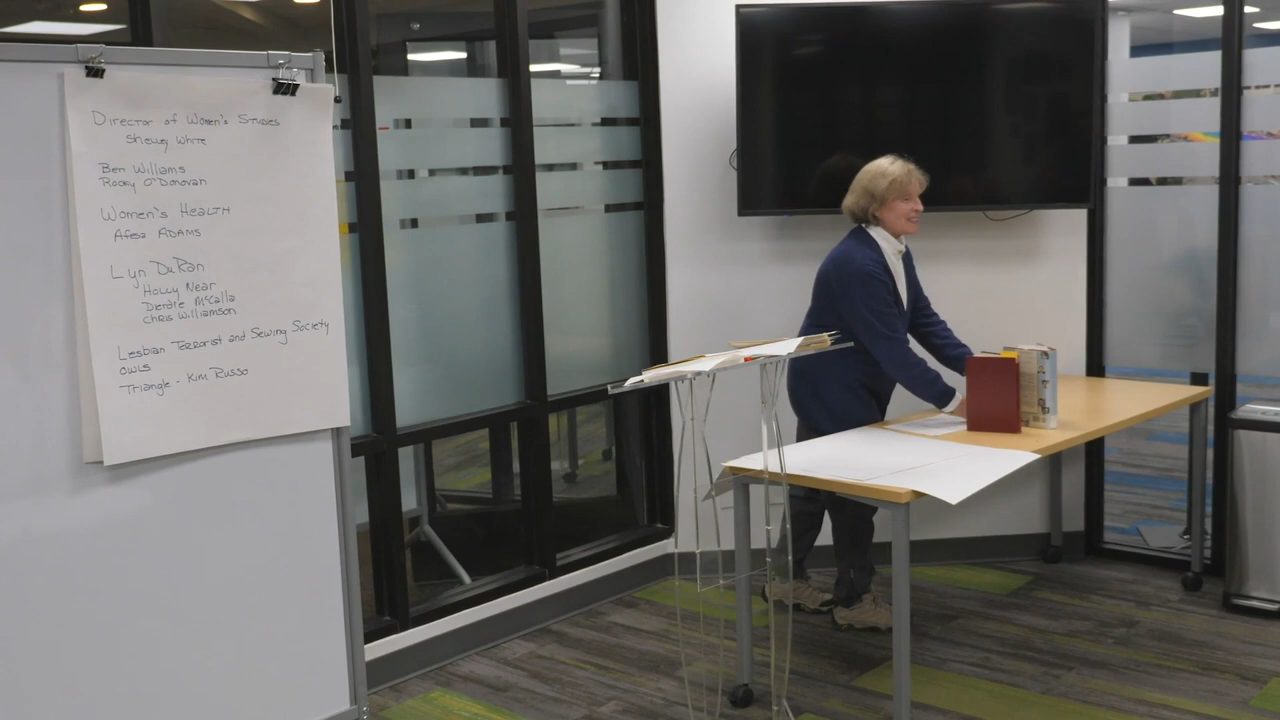 Director of Women's Studies
Shelley White
Ben Williams
Rocky O'Donovan
Women's Health
Afesa Adams
Lyn DuRan
Holly Near
Dierdre McCalla
Chris Williamson
Lesbian Terrorist and Sewing Society
OWLS
Triangle - Kim Russo